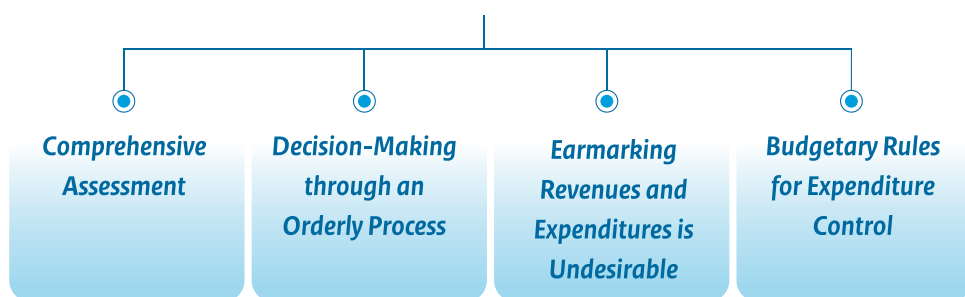 Comprehensive
Assessment
Decision-Making
through an
Orderly Process
Earmarking
Revenues and
Expenditures is
Undesirable
Budgetary Rules
for Expenditure
Control